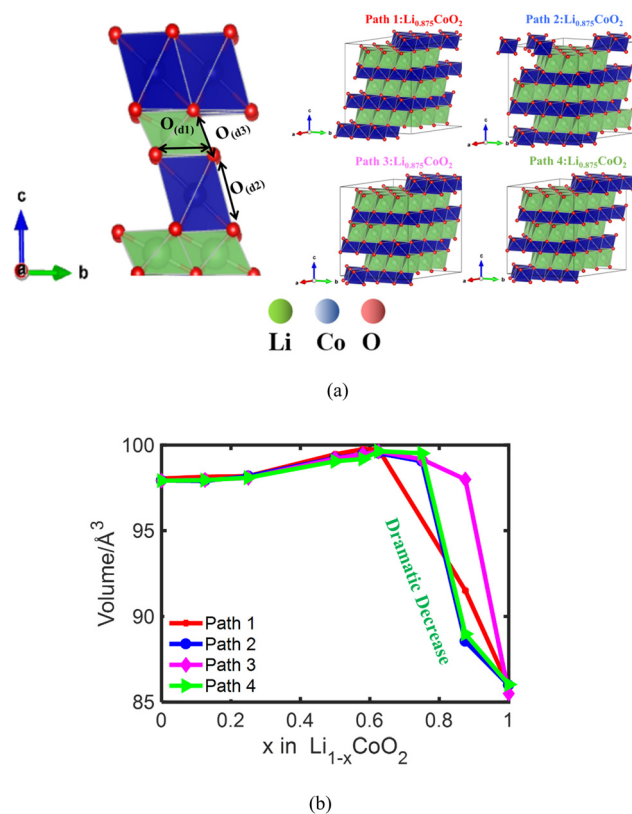 Path 1:Li0.875CoO2
Path 2:Li0.875CoO2
O(d1)
O(d3)
O(d2)
c
a
b
c
a
b
c
a
b
Path 3:Li0.875CoO2
Path 4:Li0.875CoO2
c
a
b
c
a
b
Li Co O
(a)
100
95
90
85
Volume/Å3
Dramatic Decrease
Path 1
Path 2
Path 3
Path 4
0 0.2 0.4 0.6 0.8 1
x in Li1-xCoO2
(b)